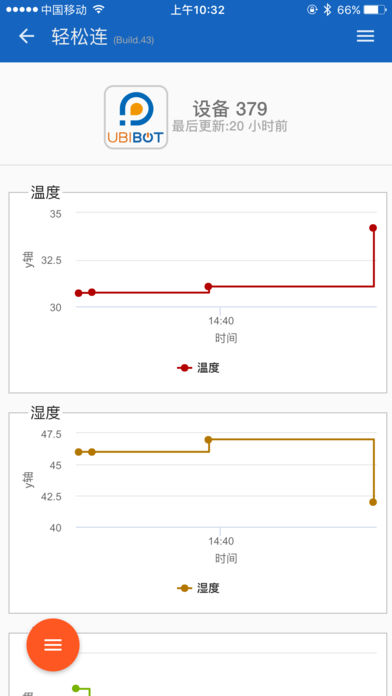 中国移动 上午10:32 66%
轻松连 (Build.43)
UBIBOT
设备 379
最后更新:20 小时前
温度
35
y轴
32.5
30
14:40
时间
温度
湿度
47.5
45
y轴
42.5
40
14:40
时间
湿度